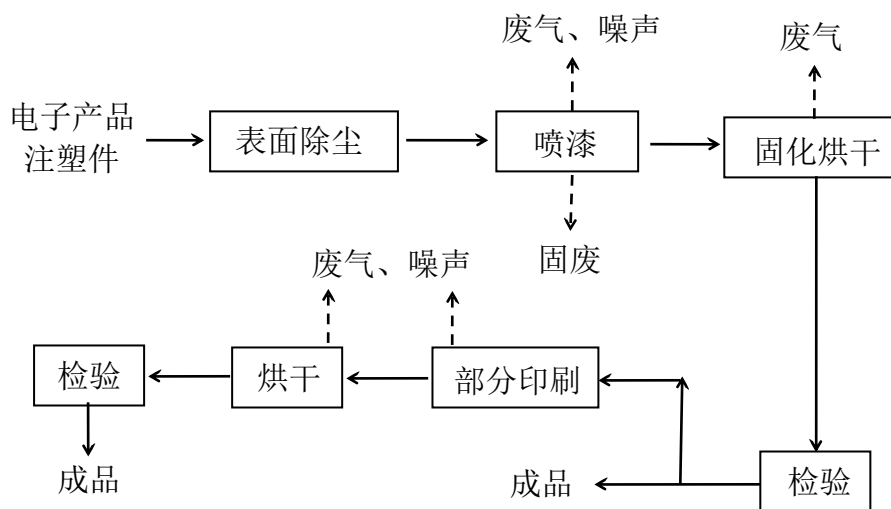 废气、噪声
废气
电子产品
注塑件
表面除尘
喷漆
固化烘干
固废
废气、噪声
检验
烘干
部分印刷
成品
成品
检验